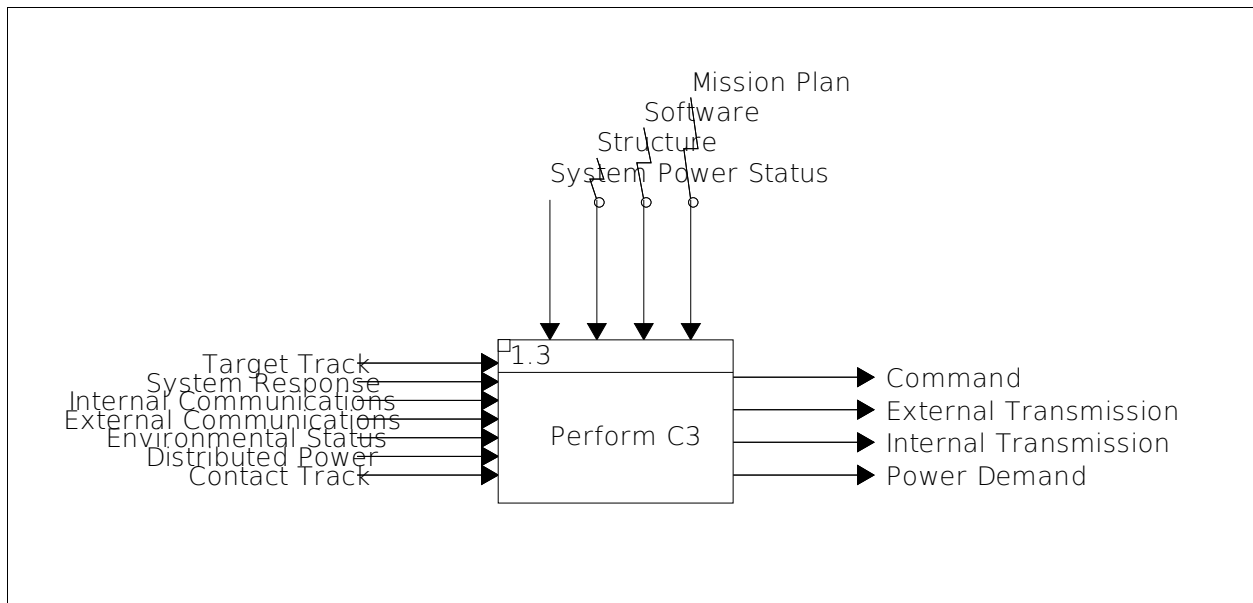 Mission Plan
Software
Structure
System Power Status
1.3
Perform C3
Target Track
System Response
Internal Communications
External Communications
Environmental Status
Distributed Power
Contact Track
Command
External Transmission
Internal Transmission
Power Demand